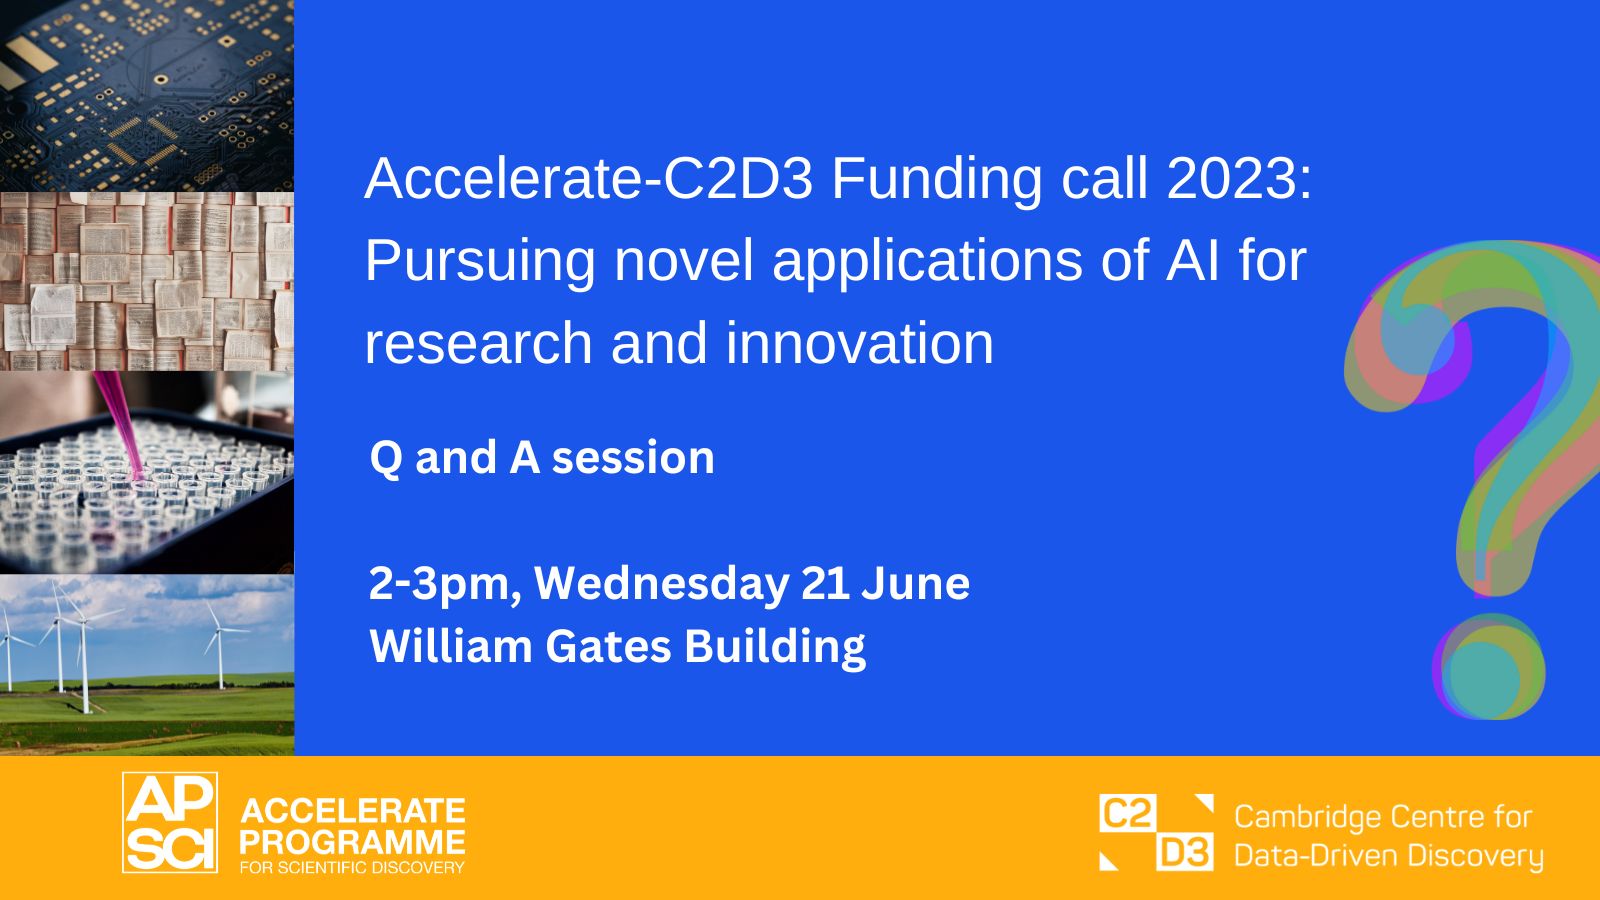 Accelerate-C2D3 Funding call 2023:
Pursuing novel applications of AI for
research and innovation
Q and A session
2-3pm, Wednesday 21 June
William Gates Building
AP
SCI
ACCELERATE
PROGRAMME
FOR SCIENTIFIC DISCOVERY
C2
D3
Cambridge Centre for
Data-Driven Discovery